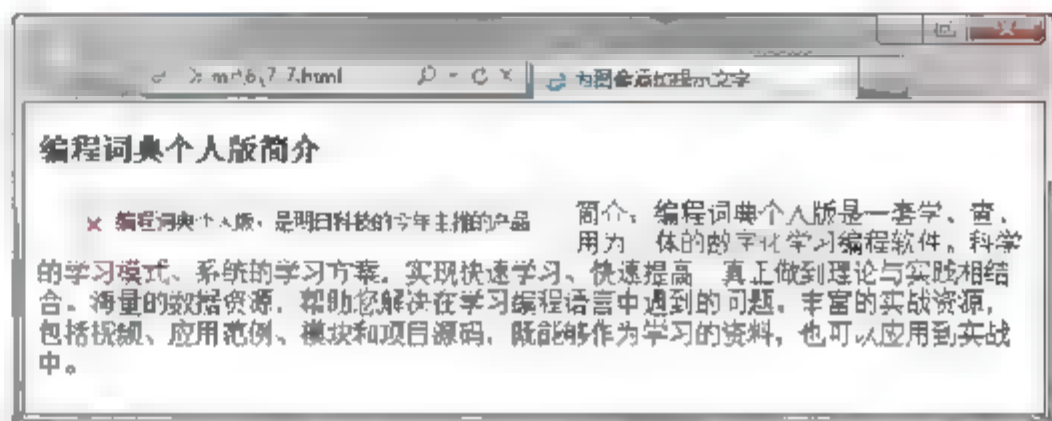 7.html
为图像添加提示文字
编程词典个人版简介
编程词典个人版，是明日科技的今年主推的产品
简介：编程词典个人版是一套学、查、
用为 体的数字化学习编程软件。科学
的学习模式、系统的学习方案，实现快速学习、快速提高 真正做到理论与实践相结
合。海量的数据资源，帮助您解决在学习编程语言中遇到的问题。丰富的实战资源，
包括视频、应用范例、模块和项目源码，既能够作为学习的资料，也可以应用到实战
中。